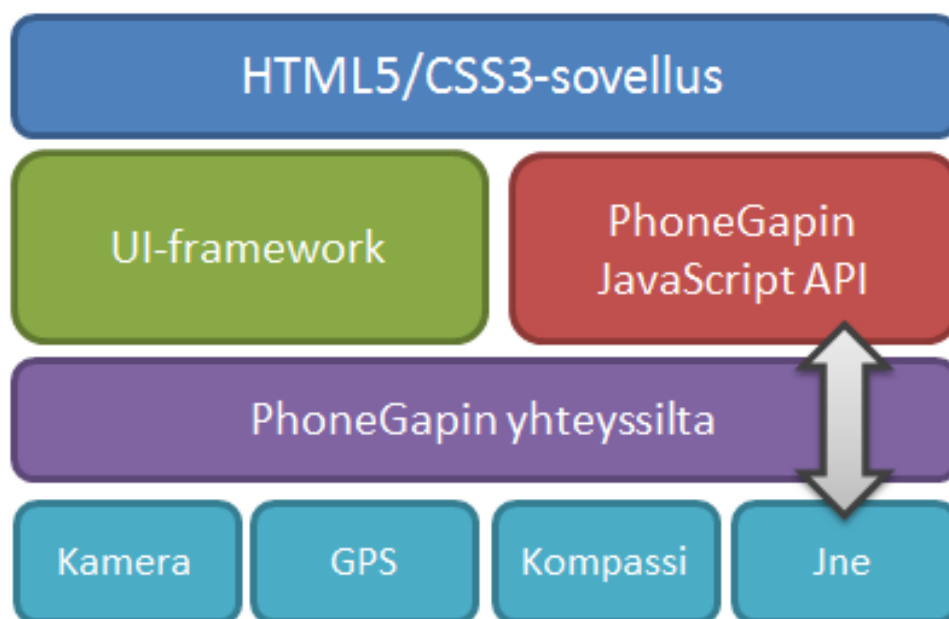 HTML5/CSS3-sovellus
UI-framework
PhoneGapin
JavaScript API
PhoneGapin yhteyssilta
Kamera
GPS
Kompassi
Jne